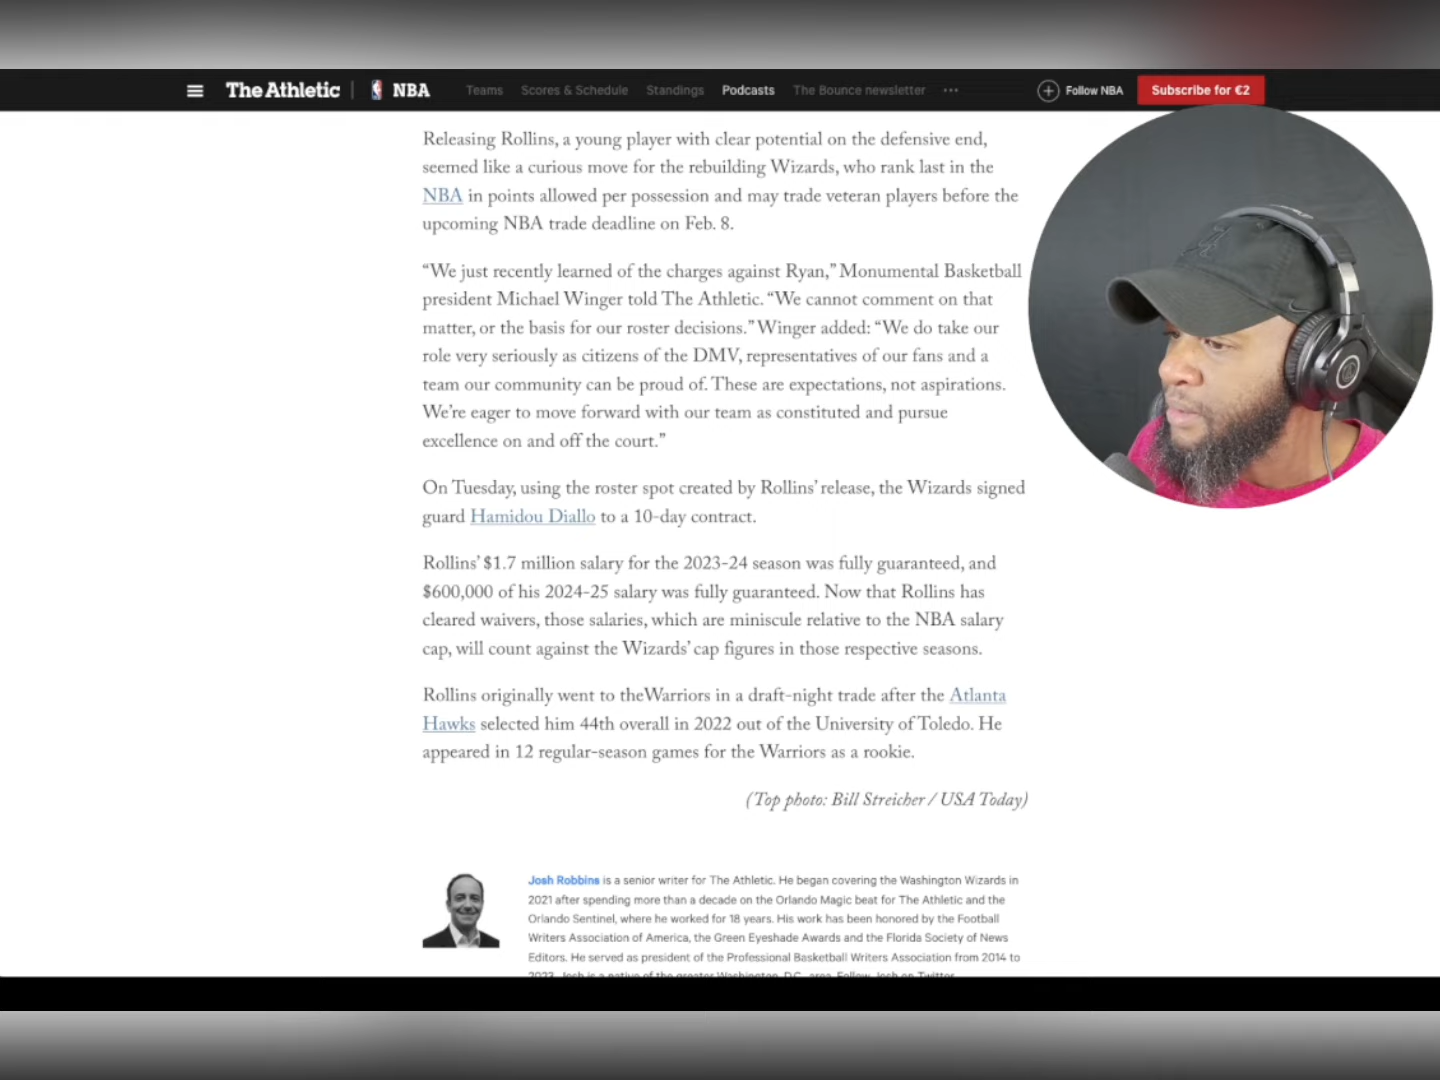 The Athletic | NBA Teams Scores & Schedule Standings Podcasts The Bounce newsletter ··· Follow NBA Subscribe for €2
Releasing Rollins, a young player with clear potential on the defensive end,
seemed like a curious move for the rebuilding Wizards, who rank last in the
NBA in points allowed per possession and may trade veteran players before the
upcoming NBA trade deadline on Feb. 8.
“We just recently learned of the charges against Ryan,” Monumental Basketball
president Michael Winger told The Athletic. “We cannot comment on that
matter, or the basis for our roster decisions.” Winger added: “We do take our
role very seriously as citizens of the DMV, representatives of our fans and a
team our community can be proud of. These are expectations, not aspirations.
We’re eager to move forward with our team as constituted and pursue
excellence on and off the court.”
On Tuesday, using the roster spot created by Rollins’ release, the Wizards signed
guard Hamidou Diallo to a 10-day contract.
Rollins’ $1.7 million salary for the 2023-24 season was fully guaranteed, and
$600,000 of his 2024-25 salary was fully guaranteed. Now that Rollins has
cleared waivers, those salaries, which are miniscule relative to the NBA salary
cap, will count against the Wizards’ cap figures in those respective seasons.
Rollins originally went to theWarriors in a draft-night trade after the Atlanta
Hawks selected him 44th overall in 2022 out of the University of Toledo. He
appeared in 12 regular-season games for the Warriors as a rookie.
(Top photo: Bill Streicher / USA Today)
Josh Robbins is a senior writer for The Athletic. He began covering the Washington Wizards in
2021 after spending more than a decade on the Orlando Magic beat for The Athletic and the
Orlando Sentinel, where he worked for 18 years. His work has been honored by the Football
Writers Association of America, the Green Eyeshade Awards and the Florida Society of News
Editors. He served as president of the Professional Basketball Writers Association from 2014 to
2023. Josh is a native of the greater Washington, D.C., area. Follow Josh on Twitter